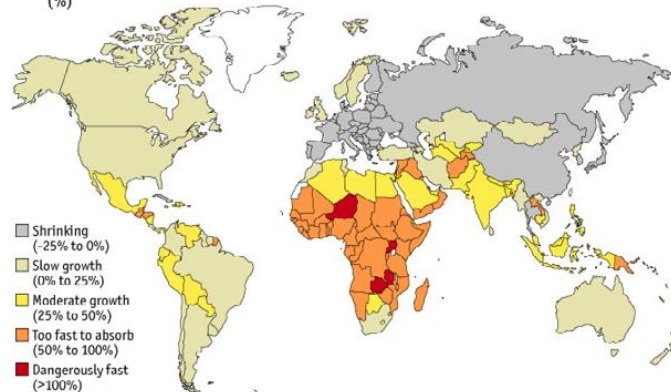 (%)
Shrinking
(-25% to 0%)
Slow growth
(0% to 25%)
Moderate growth
(25% to 50%)
Too fast to absorb
(50% to 100%)
Dangerously fast
(>100%)